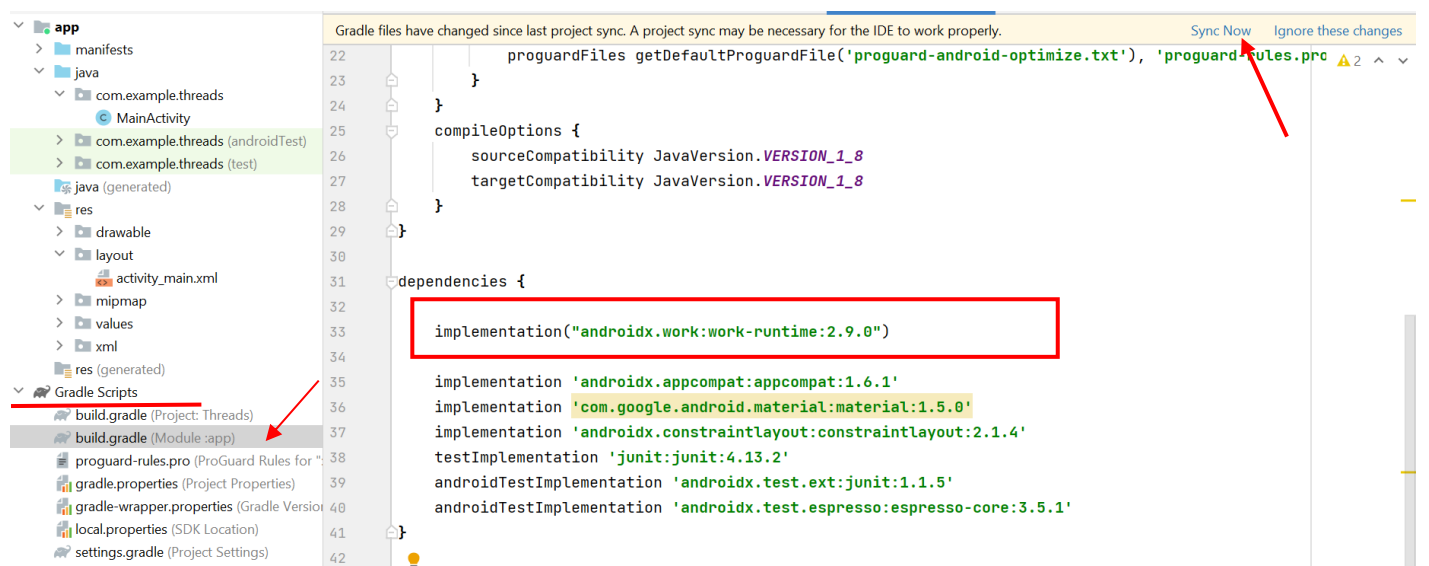 app
manifests
java
com.example.threads
MainActivity
com.example.threads (androidTest)
com.example.threads (test)
java (generated)
res
drawable
layout
activity_main.xml
mipmap
values
xml
res (generated)
Gradle Scripts
build.gradle (Project: Threads)
build.gradle (Module :app)
proguard-rules.pro (ProGuard Rules for ":
gradle.properties (Project Properties)
gradle-wrapper.properties (Gradle Version
local.properties (SDK Location)
settings.gradle (Project Settings)
Gradle files have changed since last project sync. A project sync may be necessary for the IDE to work properly. Sync Now Ignore these changes
22 proguardFiles getDefaultProguardFile('proguard-android-optimize.txt'), 'proguard-rules.pro 2
23 }
24 }
25 compileOptions {
26 sourceCompatibility JavaVersion.VERSION_1_8
27 targetCompatibility JavaVersion.VERSION_1_8
28 }
29 }
30
31 dependencies {
32
33 implementation("androidx.work:work-runtime:2.9.0")
34
35 implementation 'androidx.appcompat:appcompat:1.6.1'
36 implementation 'com.google.android.material:material:1.5.0'
37 implementation 'androidx.constraintlayout:constraintlayout:2.1.4'
38 testImplementation 'junit:junit:4.13.2'
39 androidTestImplementation 'androidx.test.ext:junit:1.1.5'
40 androidTestImplementation 'androidx.test.espresso:espresso-core:3.5.1'
41 }
42